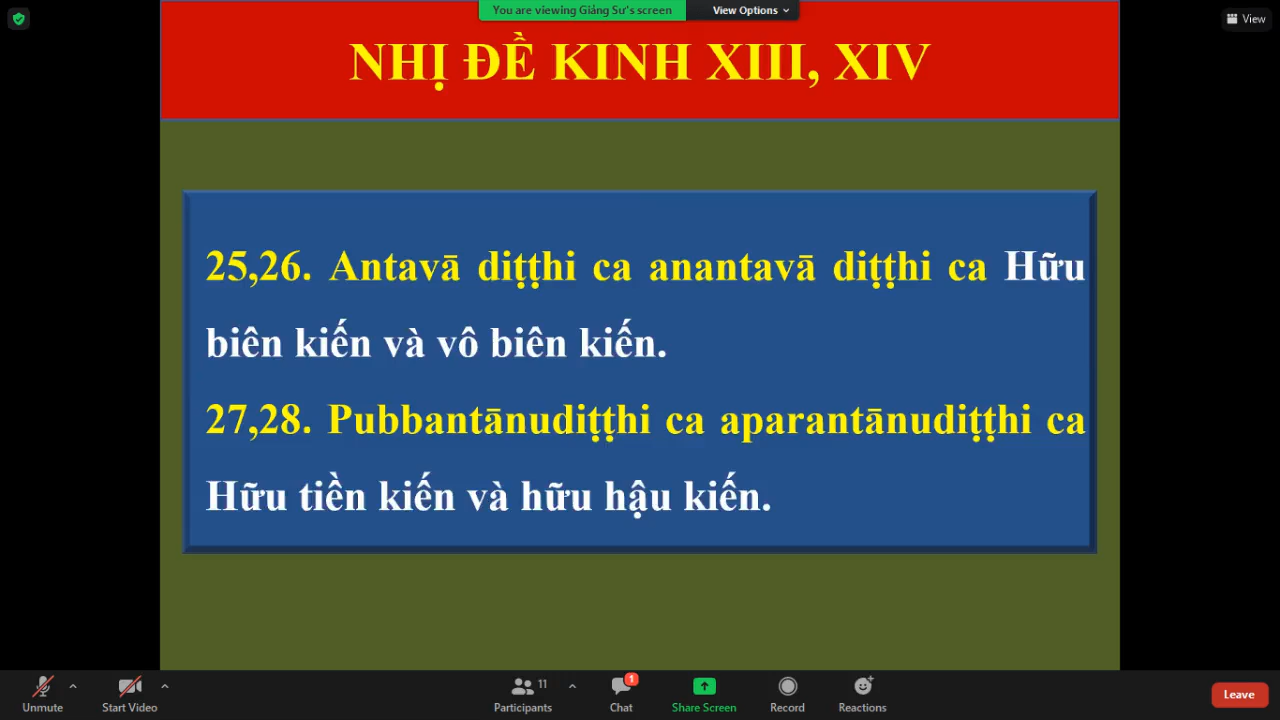 You are viewing Giảng Sư's screen
View Options
View
NHỊ ĐỀ KINH XIII, XIV
25,26. Antavā diṭṭhi ca anantavā diṭṭhi ca Hữu
biên kiến và vô biên kiến.
27,28. Pubbantānudiṭṭhi ca aparantānudiṭṭhi ca
Hữu tiền kiến và hữu hậu kiến.
Unmute
Start Video
11
Participants
1
Chat
Share Screen
Record
Reactions
Leave